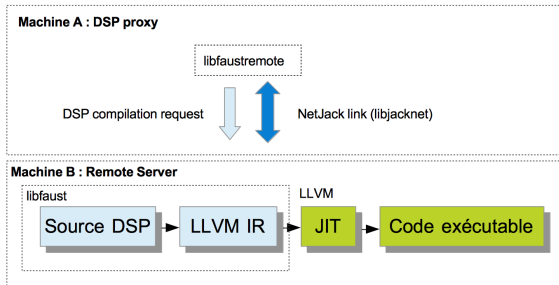 Machine A : DSP proxy
libfaustremote
DSP compilation request
NetJack link (libjacknet)
Machine B : Remote Server
libfaust
LLVM
Source DSP
LLVM IR
JIT
Code exécutable